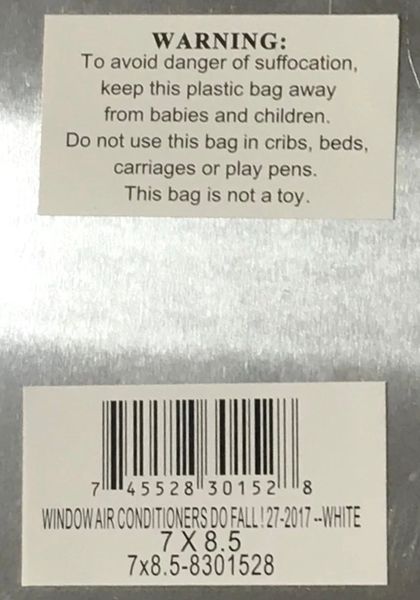 WARNING:
To avoid danger of suffocation,
keep this plastic bag away
from babies and children.
Do not use this bag in cribs, beds,
carriages or play pens.
This bag is not a toy.
7 45528 30152 8
WINDOW AIR CONDITIONERS DO FALL ! 27-2017 --WHITE
7 X 8.5
7x8.5-8301528